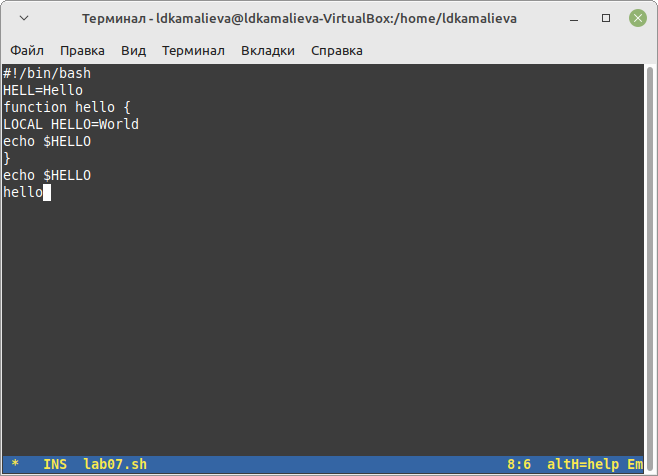 Терминал - ldkamalieva@ldkamalieva-VirtualBox:/home/ldkamalieva
Файл Правка Вид Терминал Вкладки Справка
#!/bin/bash
HELL=Hello
function hello {
LOCAL HELLO=World
echo $HELLO
}
echo $HELLO
hello
* INS lab07.sh 8:6 altH=help Em